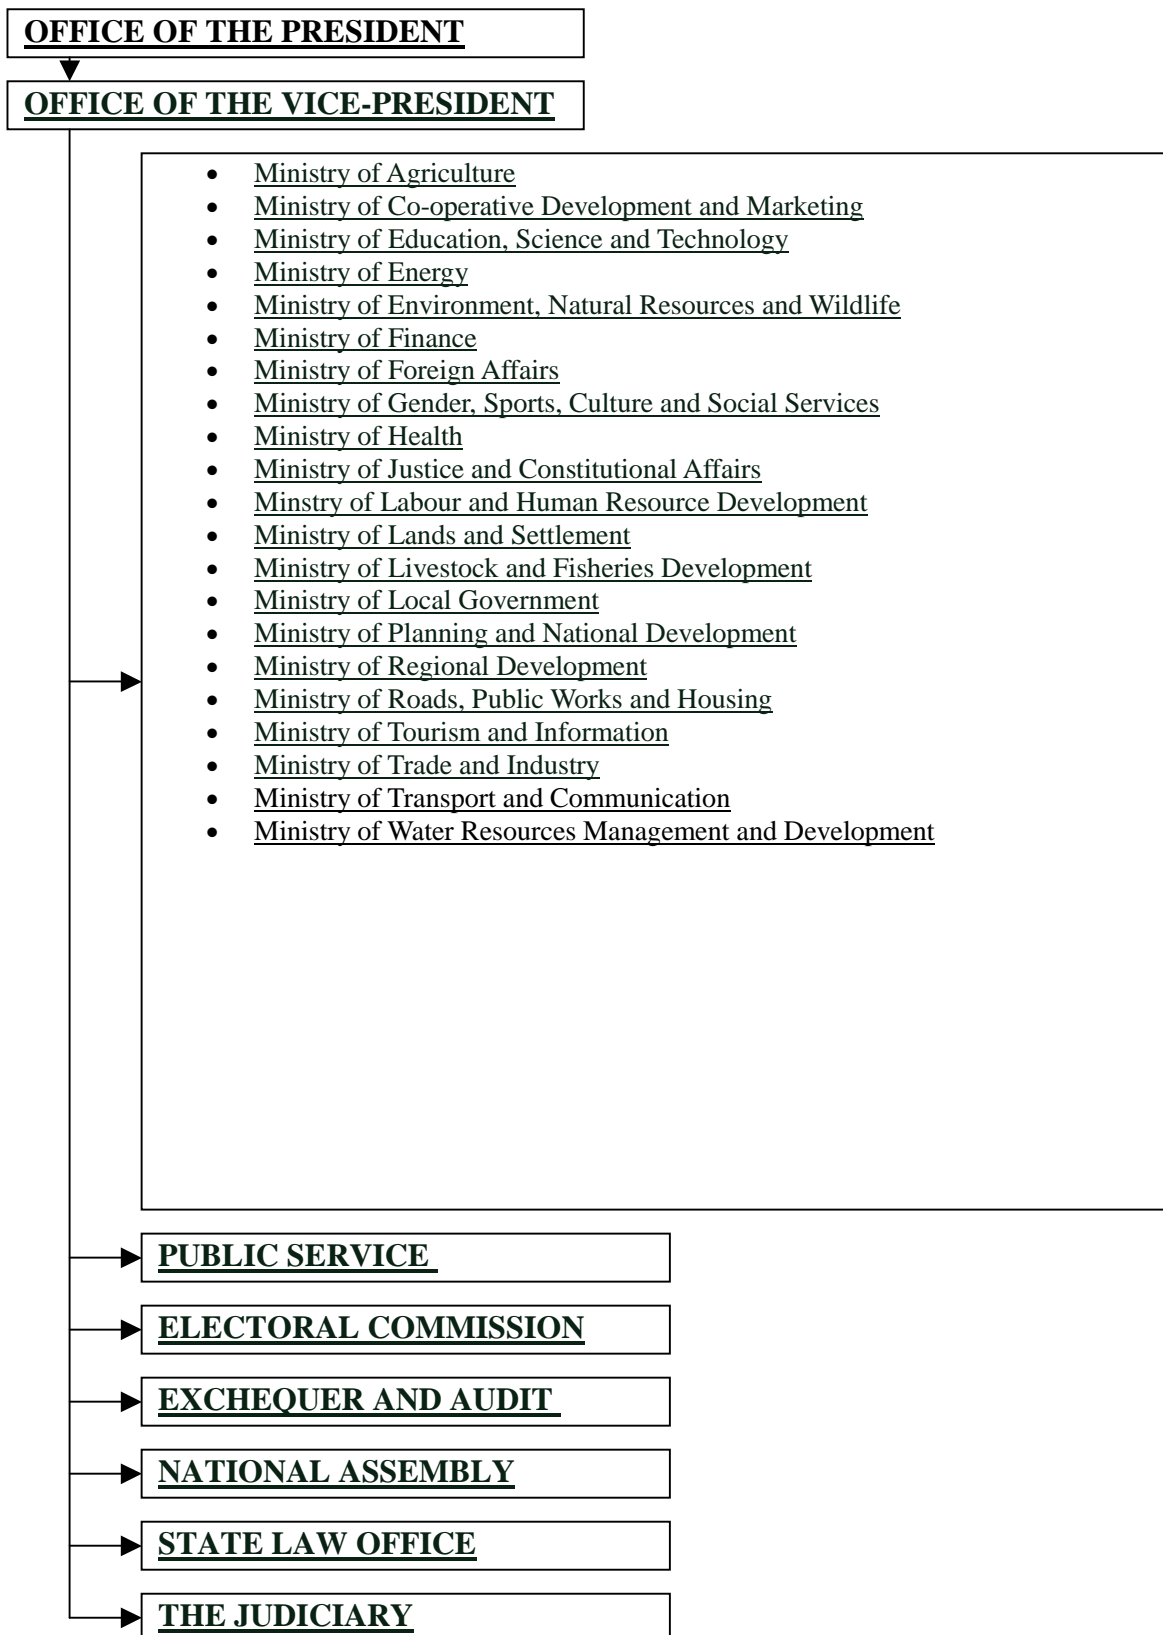 OFFICE OF THE PRESIDENT
OFFICE OF THE VICE-PRESIDENT
• Ministry of Agriculture
• Ministry of Co-operative Development and Marketing
• Ministry of Education, Science and Technology
• Ministry of Energy
• Ministry of Environment, Natural Resources and Wildlife
• Ministry of Finance
• Ministry of Foreign Affairs
• Ministry of Gender, Sports, Culture and Social Services
• Ministry of Health
• Ministry of Justice and Constitutional Affairs
• Minstry of Labour and Human Resource Development
• Ministry of Lands and Settlement
• Ministry of Livestock and Fisheries Development
• Ministry of Local Government
• Ministry of Planning and National Development
• Ministry of Regional Development
• Ministry of Roads, Public Works and Housing
• Ministry of Tourism and Information
• Ministry of Trade and Industry
• Ministry of Transport and Communication
• Ministry of Water Resources Management and Development
PUBLIC SERVICE
ELECTORAL COMMISSION
EXCHEQUER AND AUDIT
NATIONAL ASSEMBLY
STATE LAW OFFICE
THE JUDICIARY